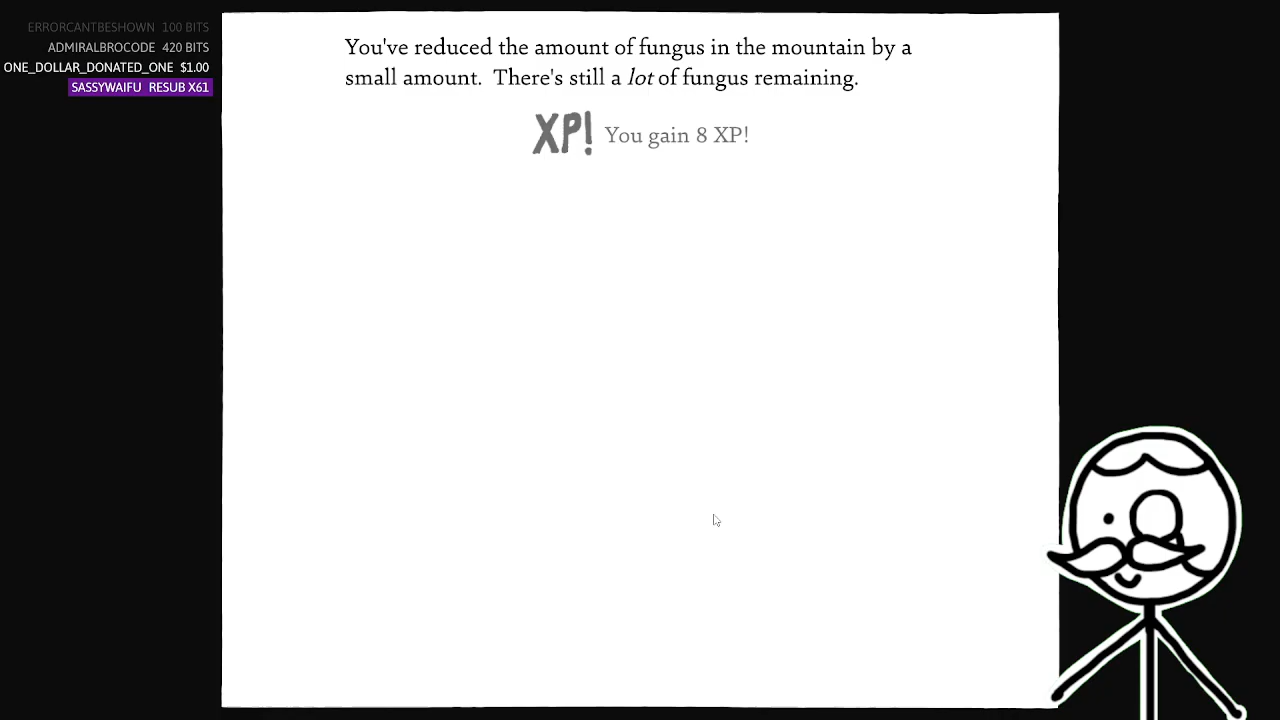 ERRORCANTBESHOWN 100 BITS
ADMIRALBROCODE 420 BITS
ONE_DOLLAR_DONATED_ONE $1.00
SASSYWAIFU RESUB X61
You've reduced the amount of fungus in the mountain by a
small amount. There's still a lot of fungus remaining.
XP! You gain 8 XP!